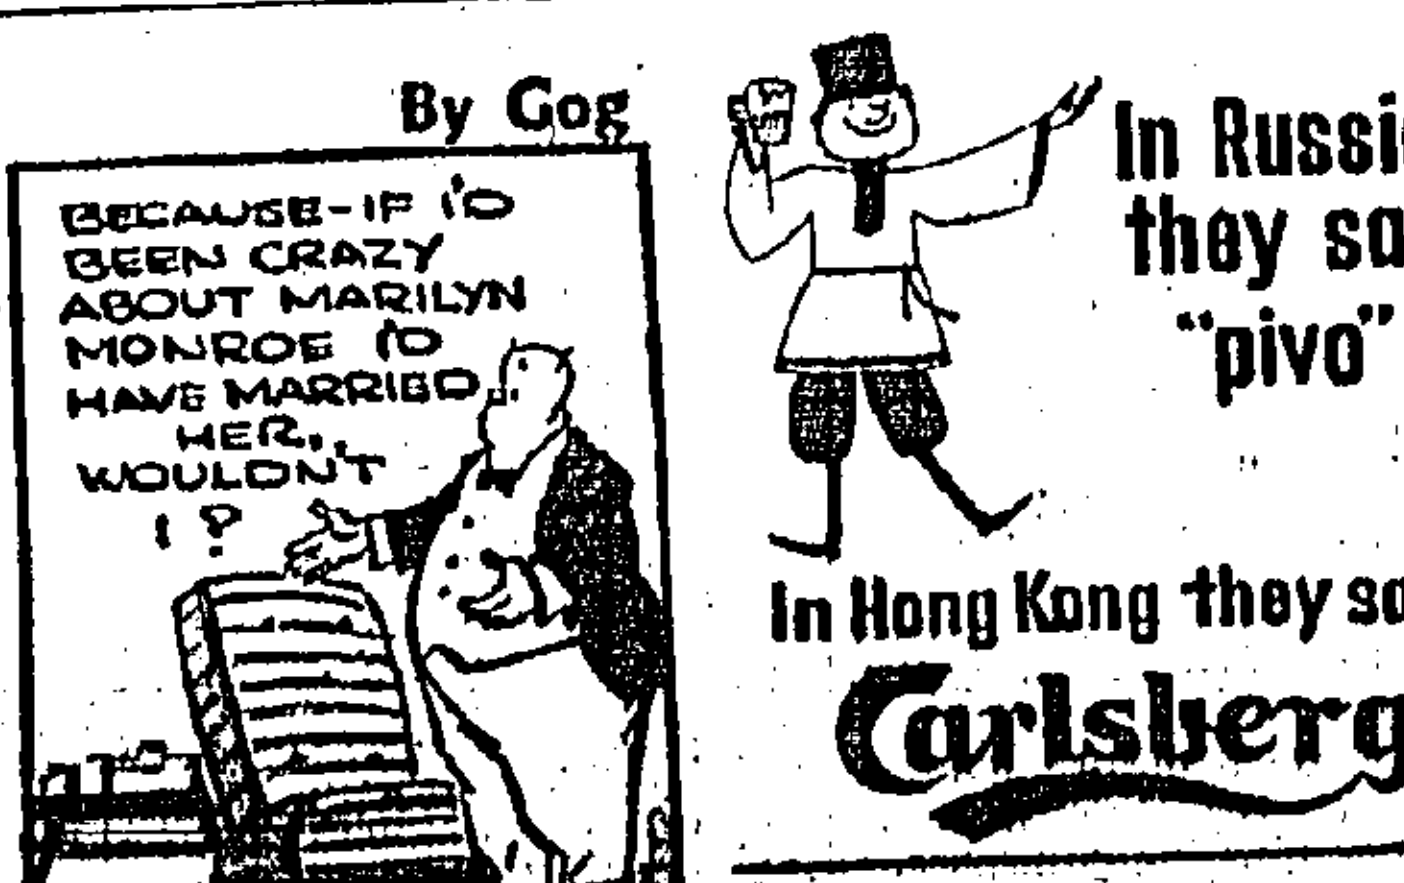 By Gog
BECAUSE-IF I'D
BEEN CRAZY
ABOUT MARILYN
MONROE I'D
HAVE MARRIED
HER,
WOULDN'T
I?
In Russi
they sa
"pivo"
In Hong Kong they sa
Carlsberg